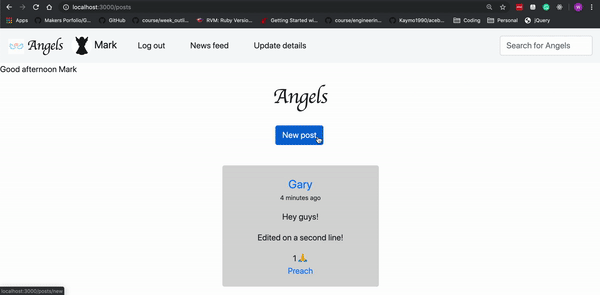 localhost:3000/posts
Apps Makers Porfolio/G... GitHub course/week_outli... RVM: Ruby Versio... Getting Started wi... course/engineering... Kaymo1990/aceb... Coding Personal jQuery
Angels Mark Log out News feed Update details Search for Angels
Good afternoon Mark
Angels
New post
Gary
4 minutes ago
Hey guys!
Edited on a second line!
1🙏
Preach
localhost:3000/posts/new